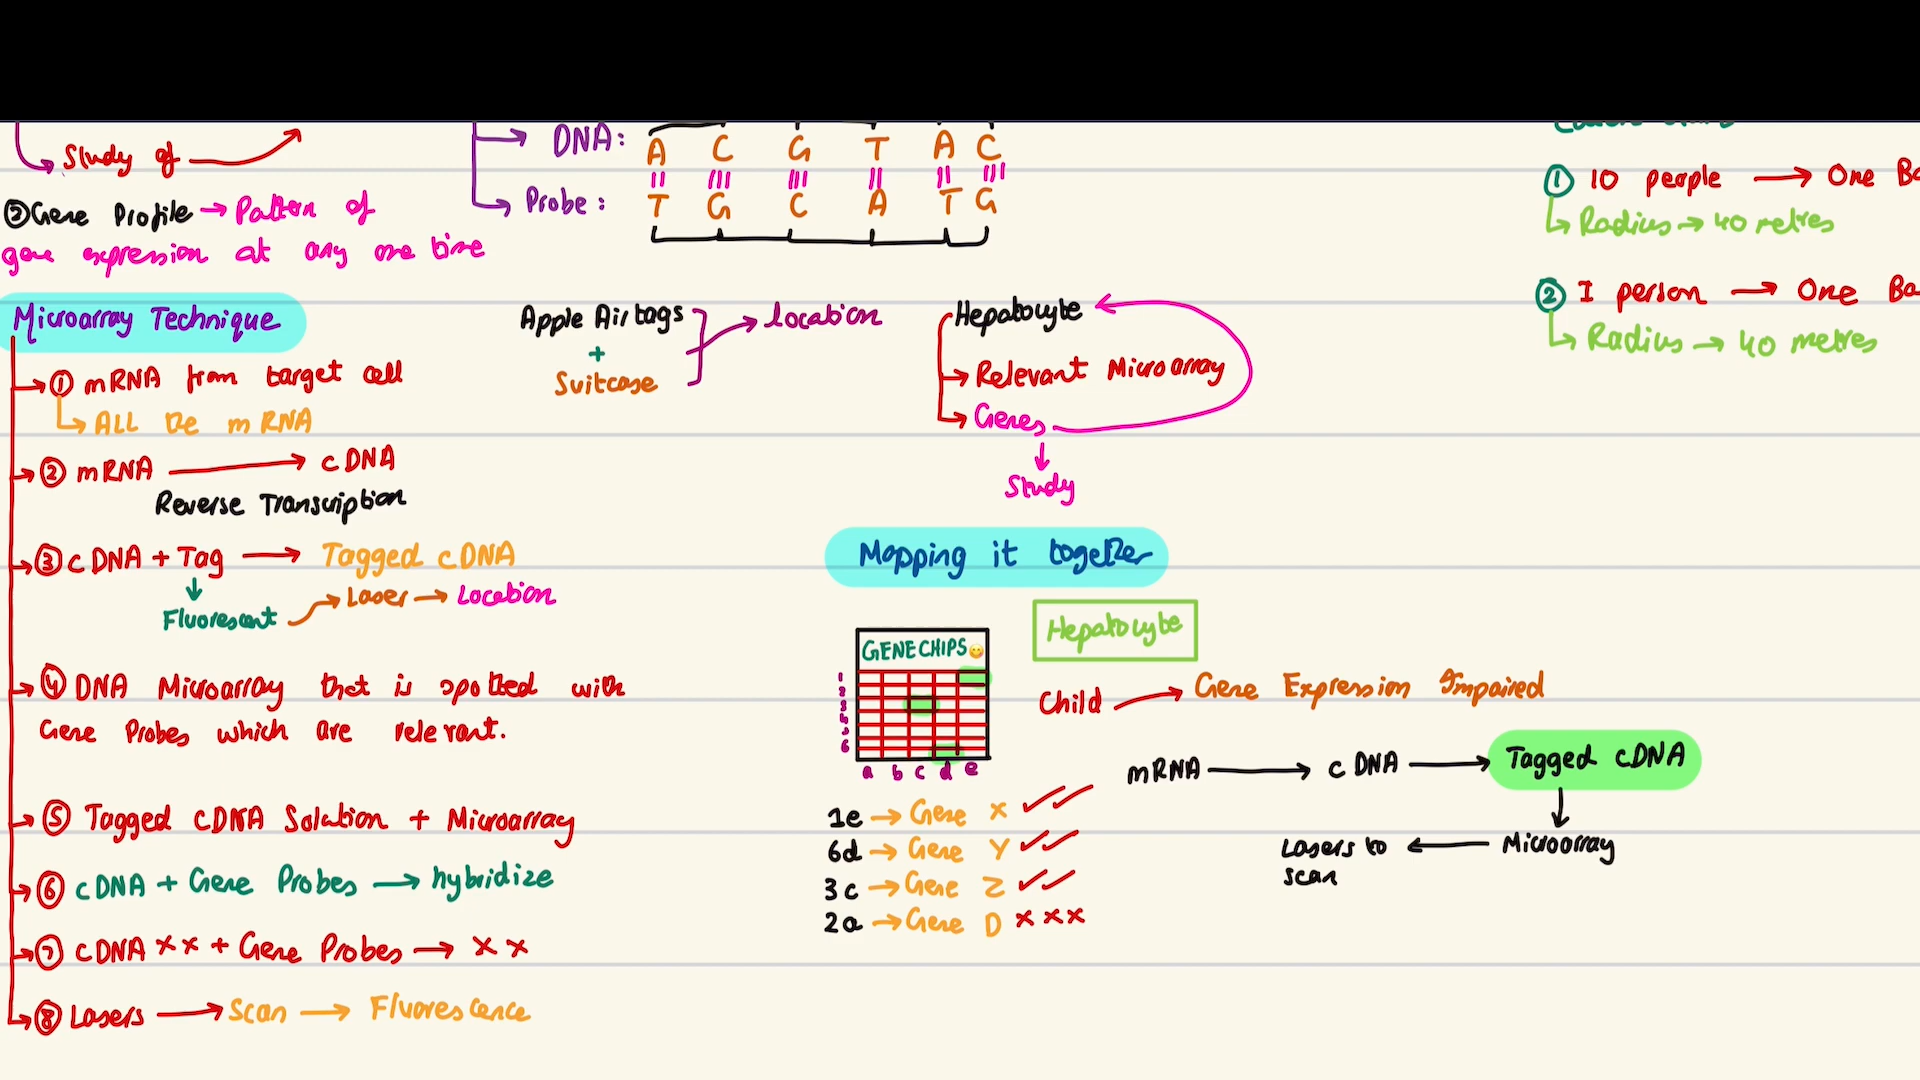 DNA: A C G T A C
Study of
Probe: T G C A T G
Gene Profile → Pattern of
gene expression at any one time
① 10 people → One
↳ Radius → 40 metres
② I person → One
↳ Radius → 40 metres
Microarray Technique
→ ① mRNA from target cell
↳ ALL the mRNA
→ ② mRNA → cDNA
Reverse Transcription
→ ③ cDNA + Tag → Tagged cDNA
↓
Fluorescent → Laser → Location
→ ④ DNA Microarray that is spotted with
Gene Probes which are relevant.
→ ⑤ Tagged cDNA Solution + Microarray
→ ⑥ cDNA + Gene Probes → hybridize
→ ⑦ cDNA x x + Gene Probes → x x
→ ⑧ Lasers → Scan → Fluorescence
Apple Airtags
+
Suitcase
→ location
Hepatocyte
→ Relevant Microarray
→ Genes
↓
Study
Mapping it together
GENE CHIPS😊
1
2
3
4
5
6
a b c d e
1e → Gene X ✓✓
6d → Gene Y ✓✓
3c → Gene Z ✓✓
2a → Gene D x x x
Hepatocyte
Child → Gene Expression Impaired
mRNA → cDNA → Tagged cDNA
↓
Lasers to ← Microarray
scan